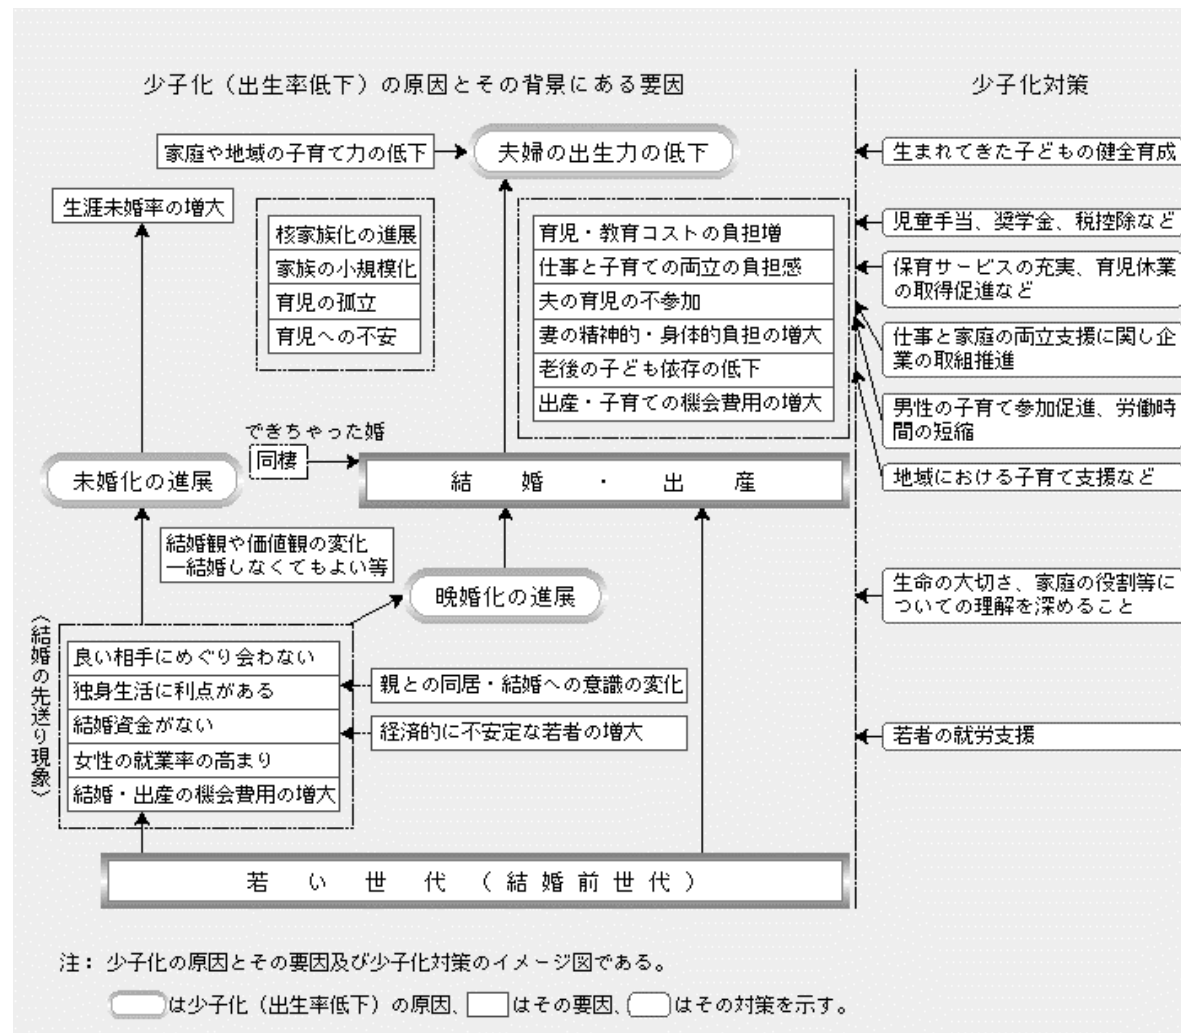 少子化（出生率低下）の原因とその背景にある要因
少子化対策
家庭や地域の子育て力の低下
夫婦の出生力の低下
生まれてきた子どもの健全育成
生涯未婚率の増大
核家族化の進展
家族の小規模化
育児の孤立
育児への不安
育児・教育コストの負担増
仕事と子育ての両立の負担感
夫の育児の不参加
妻の精神的・身体的負担の増大
老後の子ども依存の低下
出産・子育ての機会費用の増大
児童手当、奨学金、税控除など
保育サービスの充実、育児休業
の取得促進など
仕事と家庭の両立支援に関し企
業の取組推進
男性の子育て参加促進、労働時
間の短縮
地域における子育て支援など
できちゃった婚
同棲
未婚化の進展
結婚・出産
結婚観や価値観の変化
―結婚しなくてもよい等
晩婚化の進展
生命の大切さ、家庭の役割等に
ついての理解を深めること
〈結婚の先送り現象〉
良い相手にめぐり会わない
独身生活に利点がある
結婚資金がない
女性の就業率の高まり
結婚・出産の機会費用の増大
親との同居・結婚への意識の変化
経済的に不安定な若者の増大
若者の就労支援
若い世代（結婚前世代）
注：少子化の原因とその要因及び少子化対策のイメージ図である。
は少子化（出生率低下）の原因、はその要因、はその対策を示す。